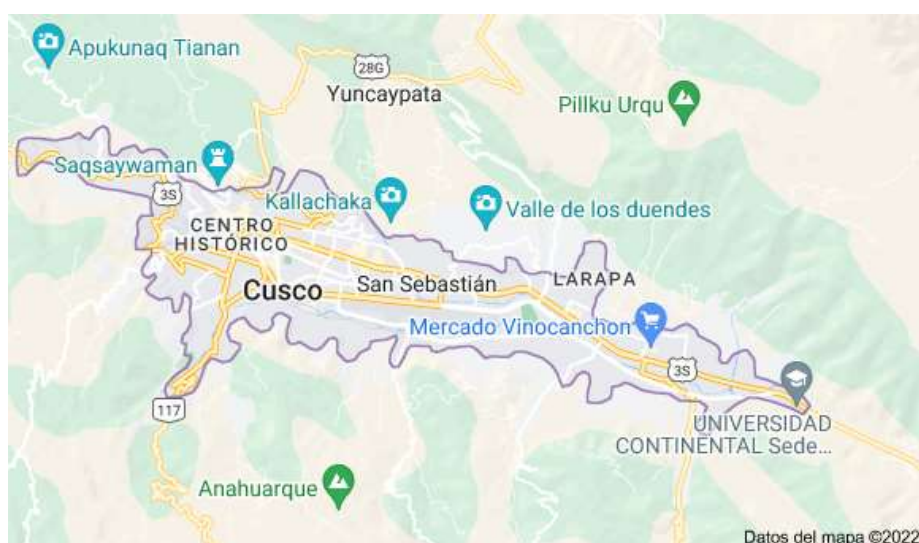 Apukunaq Tianan
28G
Yuncaypata
Pillku Urqu
Saqsaywaman
3S
Kallachaka
Valle de los duendes
CENTRO
HISTÓRICO
LARAPA
San Sebastián
Cusco
Mercado Vinocanchon
3S
117
UNIVERSIDAD
CONTINENTAL Sede...
Anahuarque
Datos del mapa ©2022